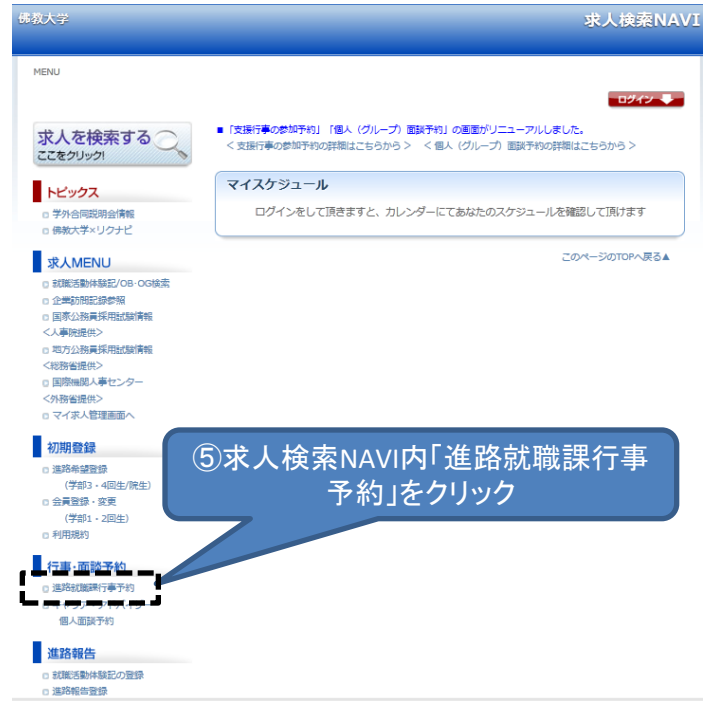 佛教大学
求人検索NAVI
MENU
ログイン
求人を検索する
ここをクリック!
■「支援行事の参加予約」「個人（グループ）面談予約」の画面がリニューアルしました。
＜支援行事の参加予約の詳細はこちらから＞ ＜個人（グループ）面談予約の詳細はこちらから＞
マイスケジュール
ログインをして頂きますと、カレンダーにてあなたのスケジュールを確認して頂けます
このページのTOPへ戻る▲
トピックス
学外合同説明会情報
佛教大学×リクナビ
求人MENU
就職活動体験記/OB･OG検索
企業訪問記録参照
国家公務員採用試験情報
<人事院提供>
地方公務員採用試験情報
<総務省提供>
国際機関人事センター
<外務省提供>
マイ求人管理画面へ
初期登録
進路希望登録
(学部3・4回生/院生)
会員登録・変更
(学部1・2回生)
利用規約
⑤求人検索NAVI内「進路就職課行事
予約」をクリック
行事･面談予約
進路就職課行事予約
個人面談予約
進路報告
就職活動体験記の登録
進路報告登録